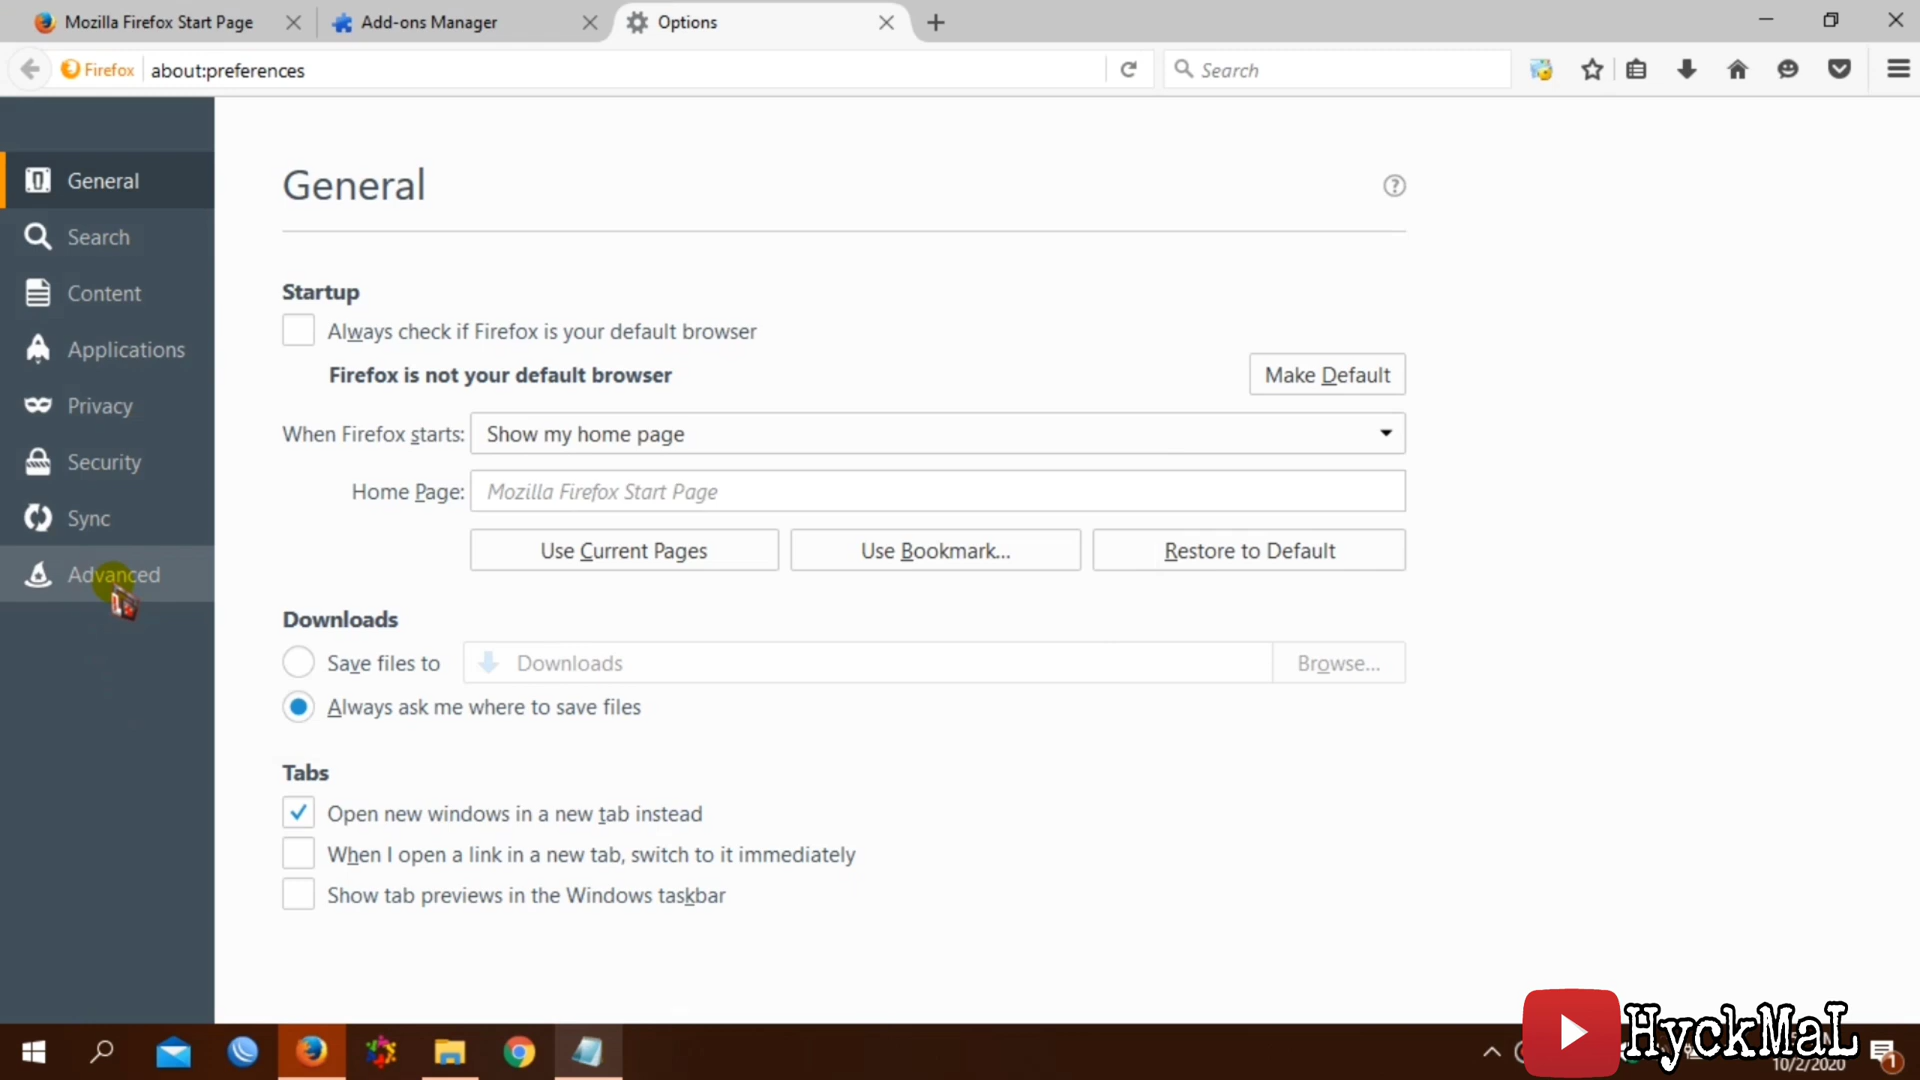 Mozilla Firefox Start Page
Add-ons Manager
Options
Firefox
about:preferences
Search
General
Search
Content
Applications
Privacy
Security
Sync
Advanced
General
Startup
Always check if Firefox is your default browser
Firefox is not your default browser
Make Default
When Firefox starts:
Show my home page
Home Page:
Mozilla Firefox Start Page
Use Current Pages
Use Bookmark...
Restore to Default
Downloads
Save files to
Downloads
Browse...
Always ask me where to save files
Tabs
Open new windows in a new tab instead
When I open a link in a new tab, switch to it immediately
Show tab previews in the Windows taskbar
HyckMaL
10/2/2020
1